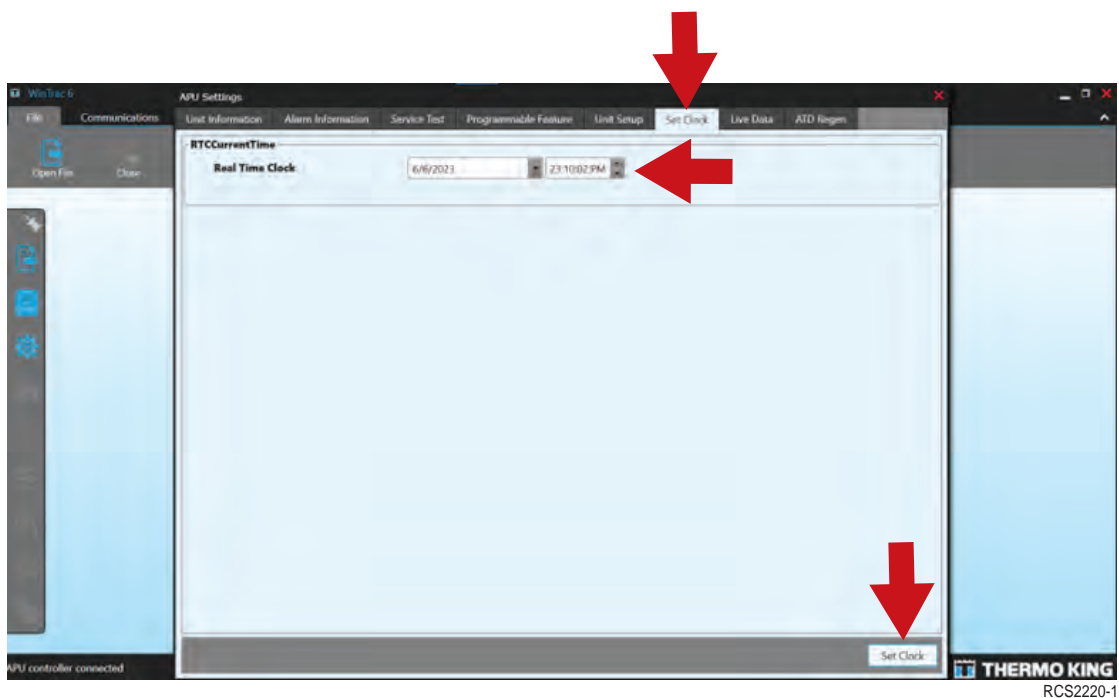 WinTrac 6
APU Settings
File Communications
Unit Information Alarm Information Service Test Programmable Feature Unit Setup Set Clock Live Data ATD Regen
Open File Close
RTCCurrentTime
Real Time Clock 6/6/2023 23:10:02 PM
Set Clock
APU controller connected
THERMO KING
RCS2220-1